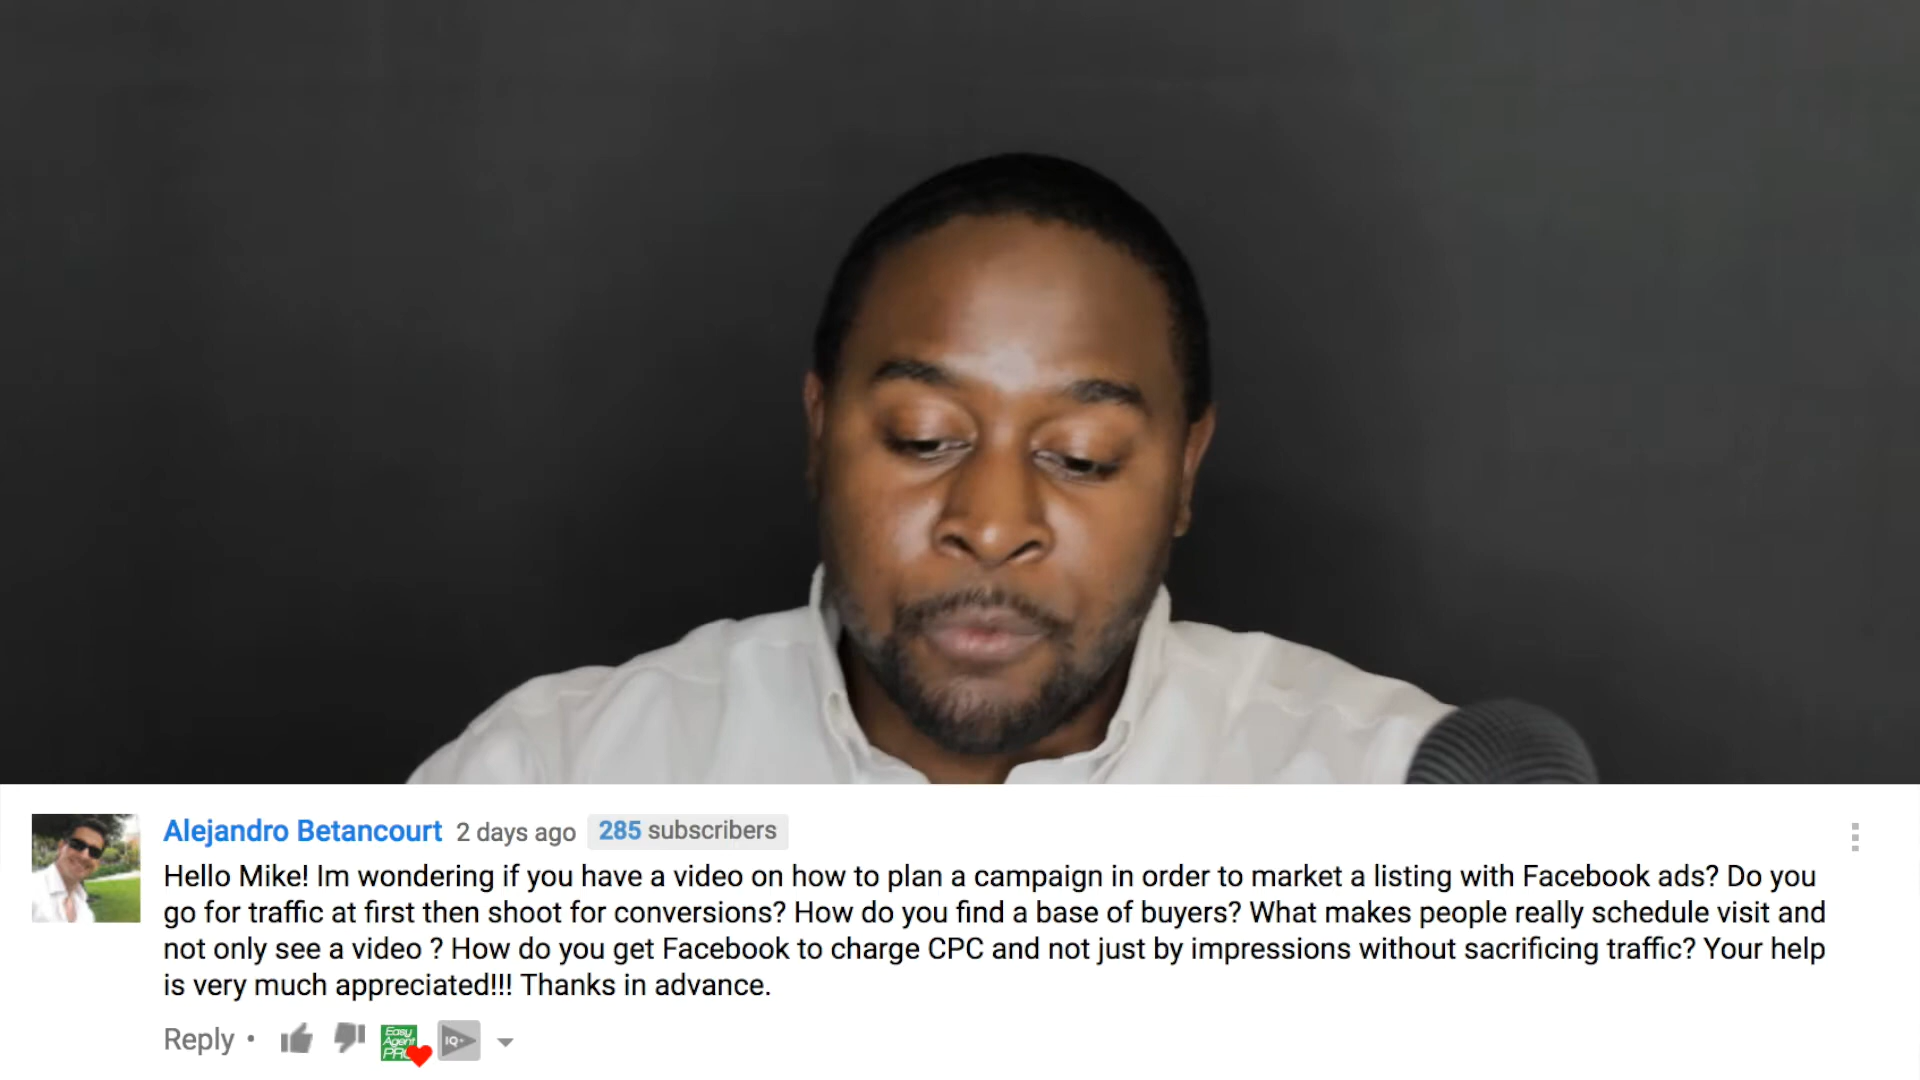 Alejandro Betancourt 2 days ago 285 subscribers
Hello Mike! Im wondering if you have a video on how to plan a campaign in order to market a listing with Facebook ads? Do you
go for traffic at first then shoot for conversions? How do you find a base of buyers? What makes people really schedule visit and
not only see a video ? How do you get Facebook to charge CPC and not just by impressions without sacrificing traffic? Your help
is very much appreciated!!! Thanks in advance.
Reply •
Easy
Agent
PRO
IQ+